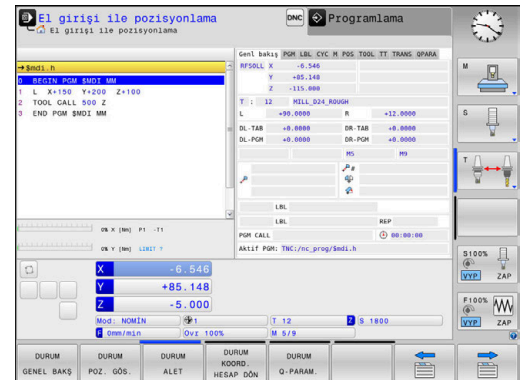 El girişi ile pozisyonlama
El girişi ile pozisyonlama
DNC
Programlama
→$mdi.h
0 BEGIN PGM $MDI MM
1 L X+150 Y+200 Z+100
2 TOOL CALL 500 Z
3 END PGM $MDI MM
0% X [Nm] P1 -T1
0% Y [Nm] LIMIT 1
Genl bakış PGM LBL CYC M POS TOOL TT TRANS QPARA
RFSOLL X -6.546
Y +85.148
Z -115.000
T : 12 MILL_D24_ROUGH
L +90.0000 R +12.0000
DL-TAB +0.0000 DR-TAB +0.0000
DL-PGM +0.0000 DR-PGM +0.0000
M5 M9
LBL
LBL REP
PGM CALL 00:00:00
Aktif PGM: TNC:/nc_prog/$mdi.h
X -6.546
Y +85.148
Z -5.000
Mod: NOMİN 1 T 12 Z S 1800
F 0mm/min Ovr 100% M 5/9
M
S
T
S100%
VYP ZAP
F100%
VYP ZAP
DURUM GENEL BAKŞ
DURUM POZ. GÖS.
DURUM ALET
DURUM KOORD. HESAP DÖN
DURUM Q-PARAM.